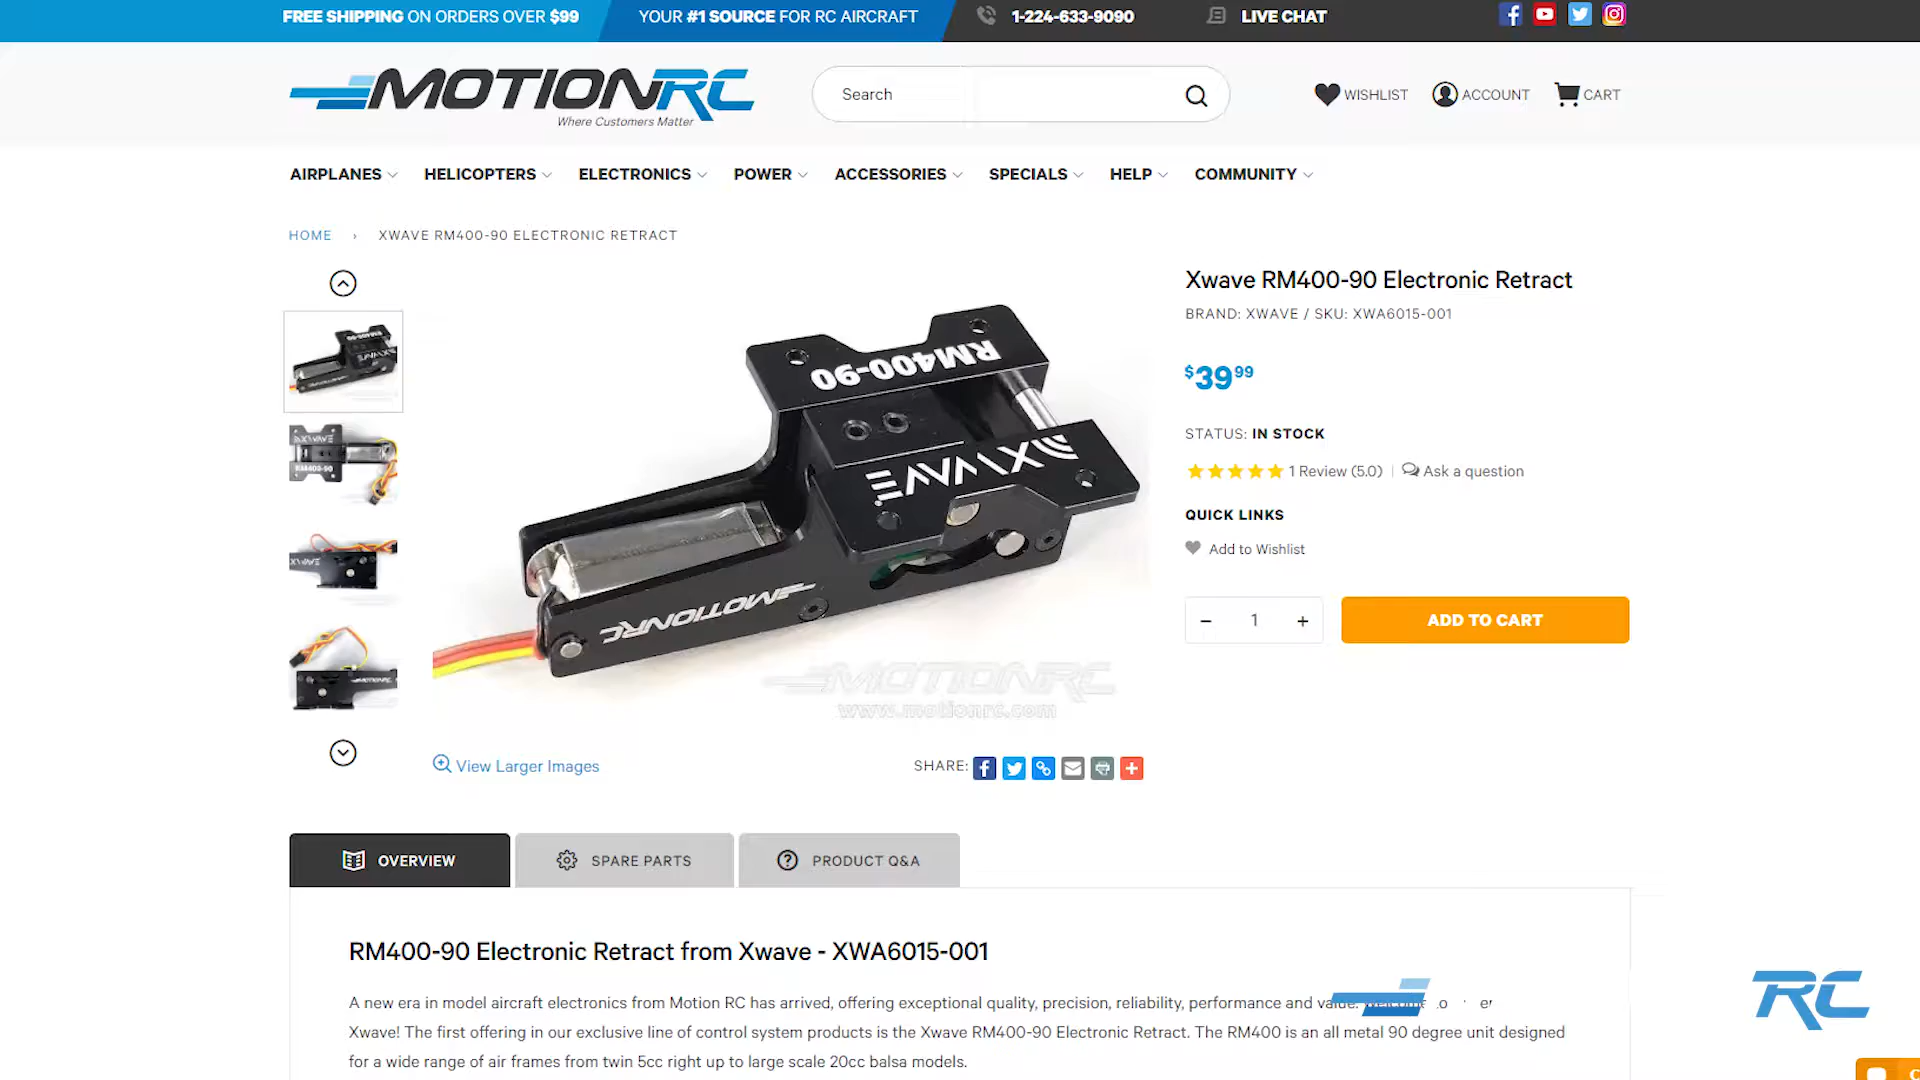 FREE SHIPPING ON ORDERS OVER $99
YOUR #1 SOURCE FOR RC AIRCRAFT
1-224-633-9090
LIVE CHAT
MOTIONRC
Where Customers Matter
Search
WISHLIST
ACCOUNT
CART
AIRPLANES
HELICOPTERS
ELECTRONICS
POWER
ACCESSORIES
SPECIALS
HELP
COMMUNITY
HOME › XWAVE RM400-90 ELECTRONIC RETRACT
RM400-90
XWAVE
MOTIONRC
MOTIONRC
www.motionrc.com
XWAVE
RM400-90
View Larger Images
SHARE:
Xwave RM400-90 Electronic Retract
BRAND: XWAVE / SKU: XWA6015-001
$39 99
STATUS: IN STOCK
1 Review (5.0) | Ask a question
QUICK LINKS
Add to Wishlist
− 1 +
ADD TO CART
OVERVIEW
SPARE PARTS
PRODUCT Q&A
RM400-90 Electronic Retract from Xwave - XWA6015-001
A new era in model aircraft electronics from Motion RC has arrived, offering exceptional quality, precision, reliability, performance and value.
Xwave! The first offering in our exclusive line of control system products is the Xwave RM400-90 Electronic Retract. The RM400 is an all metal 90 degree unit designed
for a wide range of air frames from twin 5cc right up to large scale 20cc balsa models.
RC